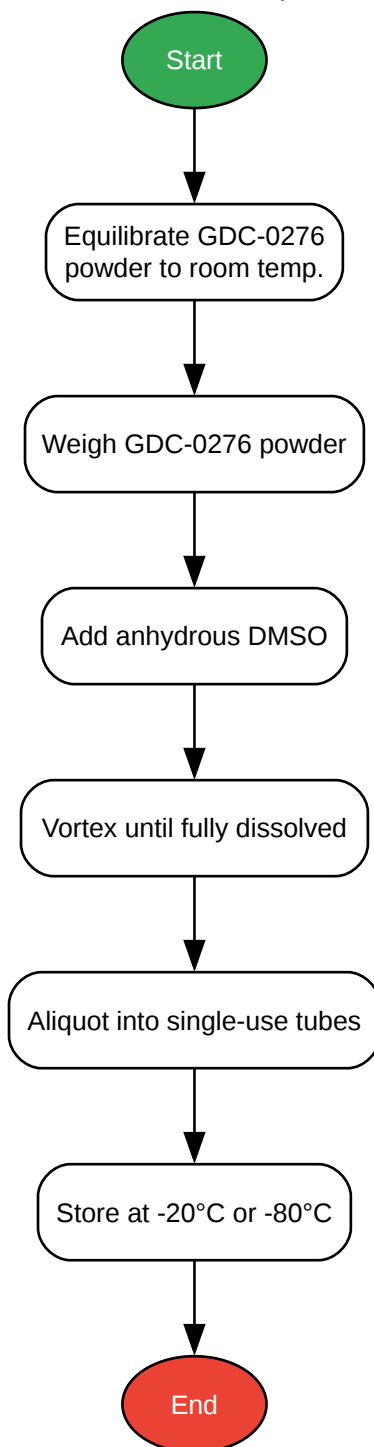 Start
Equilibrate GDC-0276
powder to room temp.
Weigh GDC-0276 powder
Add anhydrous DMSO
Vortex until fully dissolved
Aliquot into single-use tubes
Store at -20°C or -80°C
End